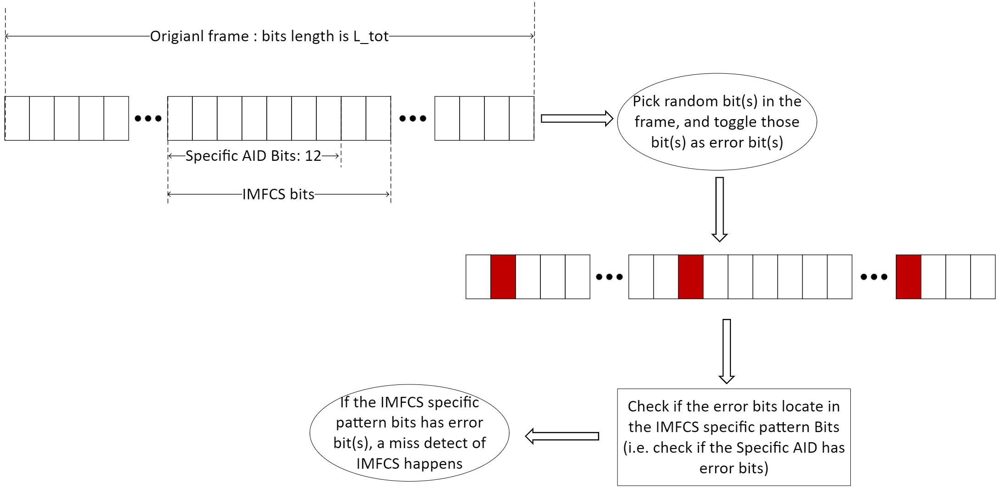 Origianl frame : bits length is L_tot
Pick random bit(s) in the
frame, and toggle those
bit(s) as error bit(s)
Specific AID Bits: 12
IMFCS bits
Check if the error bits locate in
the IMFCS specific pattern Bits
(i.e. check if the Specific AID has
error bits)
If the IMFCS specific
pattern bits has error
bit(s), a miss detect of
IMFCS happens